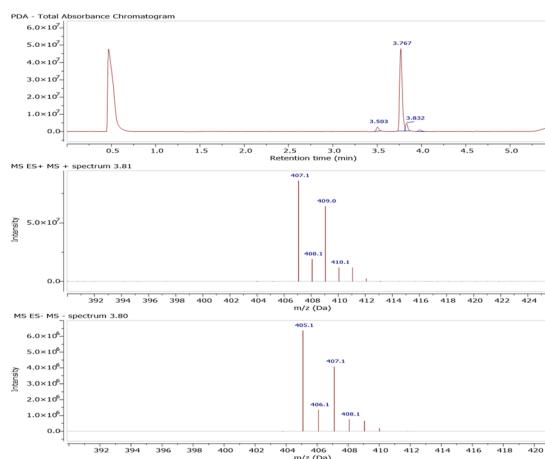 PDA - Total Absorbance Chromatogram
6.0×10⁷
5.0×10⁷
4.0×10⁷
3.0×10⁷
2.0×10⁷
1.0×10⁷
0.0
3.503
3.767
3.832
0.5 1.0 1.5 2.0 2.5 3.0 3.5 4.0 4.5 5.0
Retention time (min)
MS ES+ MS + spectrum 3.81
Intensity
5.0×10⁷
0.0
407.1
408.1
409.0
410.1
392 394 396 398 400 402 404 406 408 410 412 414 416 418 420 422 424
m/z (Da)
MS ES- MS - spectrum 3.80
Intensity
6.0×10⁶
5.0×10⁶
4.0×10⁶
3.0×10⁶
2.0×10⁶
1.0×10⁶
0.0
405.1
406.1
407.1
408.1
392 394 396 398 400 402 404 406 408 410 412 414 416 418 420
m/z (Da)